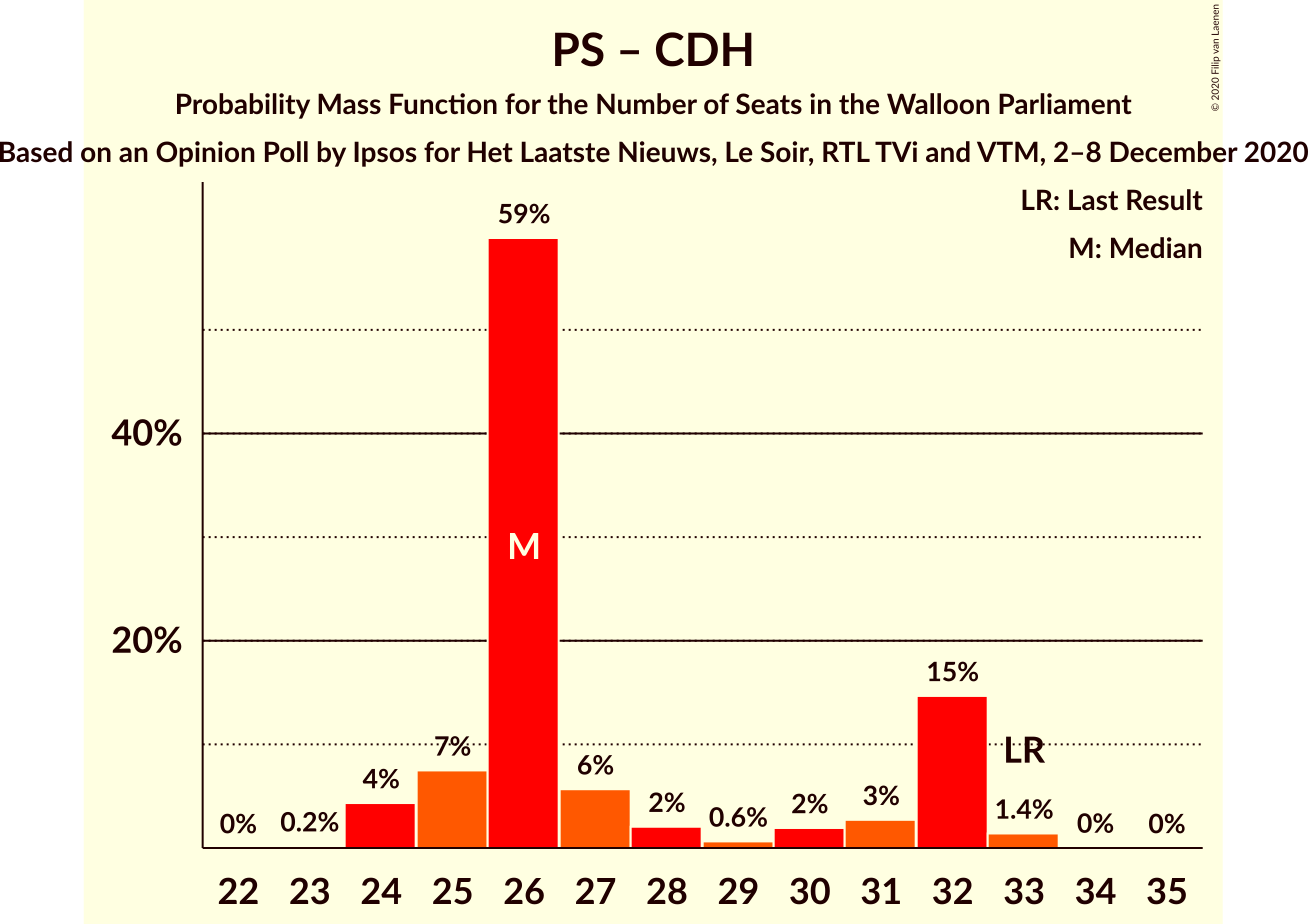 PS – CDH
Probability Mass Function for the Number of Seats in the Walloon Parliament
Based on an Opinion Poll by Ipsos for Het Laatste Nieuws, Le Soir, RTL TVi and VTM, 2–8 December 2020
© 2020 Filip van Laenen
LR: Last Result
M: Median
59%
40%
M
20%
15%
LR
7%
6%
4%
3%
2%
2%
1.4%
0.6%
0% 0.2%
0% 0%
22 23 24 25 26 27 28 29 30 31 32 33 34 35